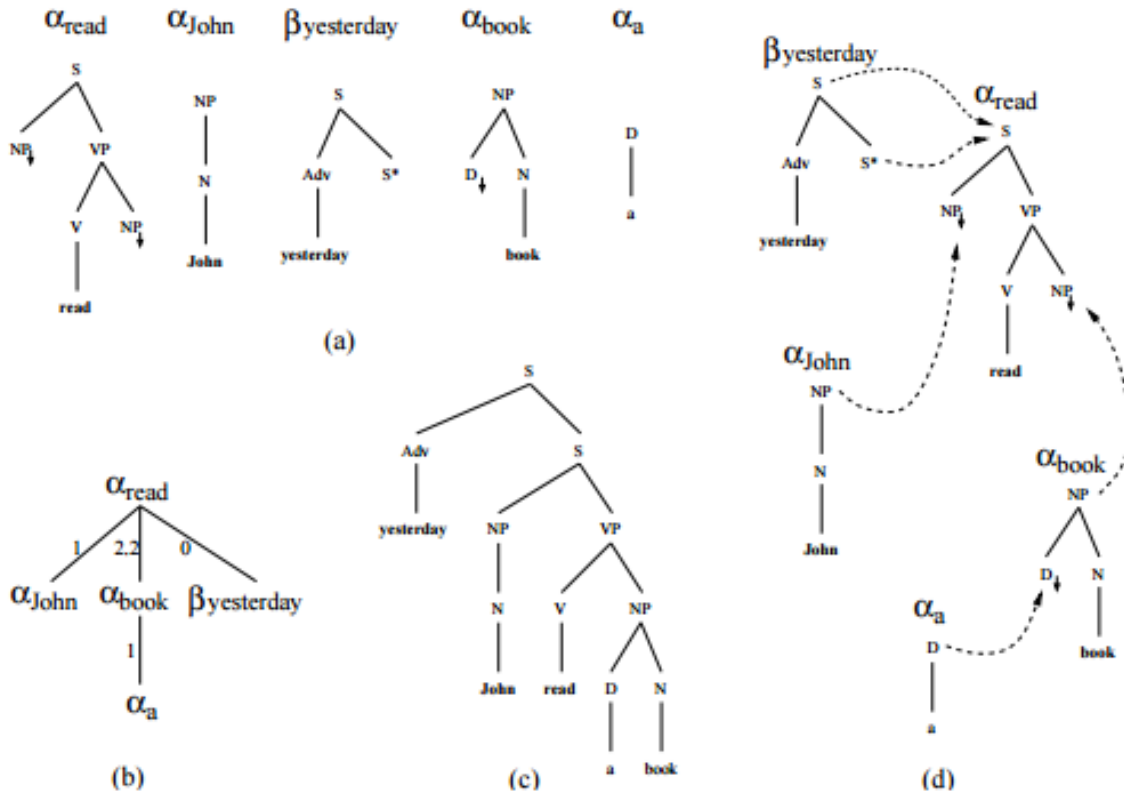 αread αJohn βyesterday αbook αa
S
NP↓ VP
V NP↓
read
NP
N
John
S
Adv S*
yesterday
NP
D↓ N
book
D
a
(a)
αread
1 2.2 0
αJohn αbook βyesterday
1
αa
(b)
S
Adv S
yesterday NP VP
N V NP
John read D N
a book
(c)
βyesterday
S
Adv S*
yesterday
αread
S
NP↓ VP
V NP↓
read
αJohn
NP
N
John
αbook
NP
D↓ N
book
αa
D
a
(d)